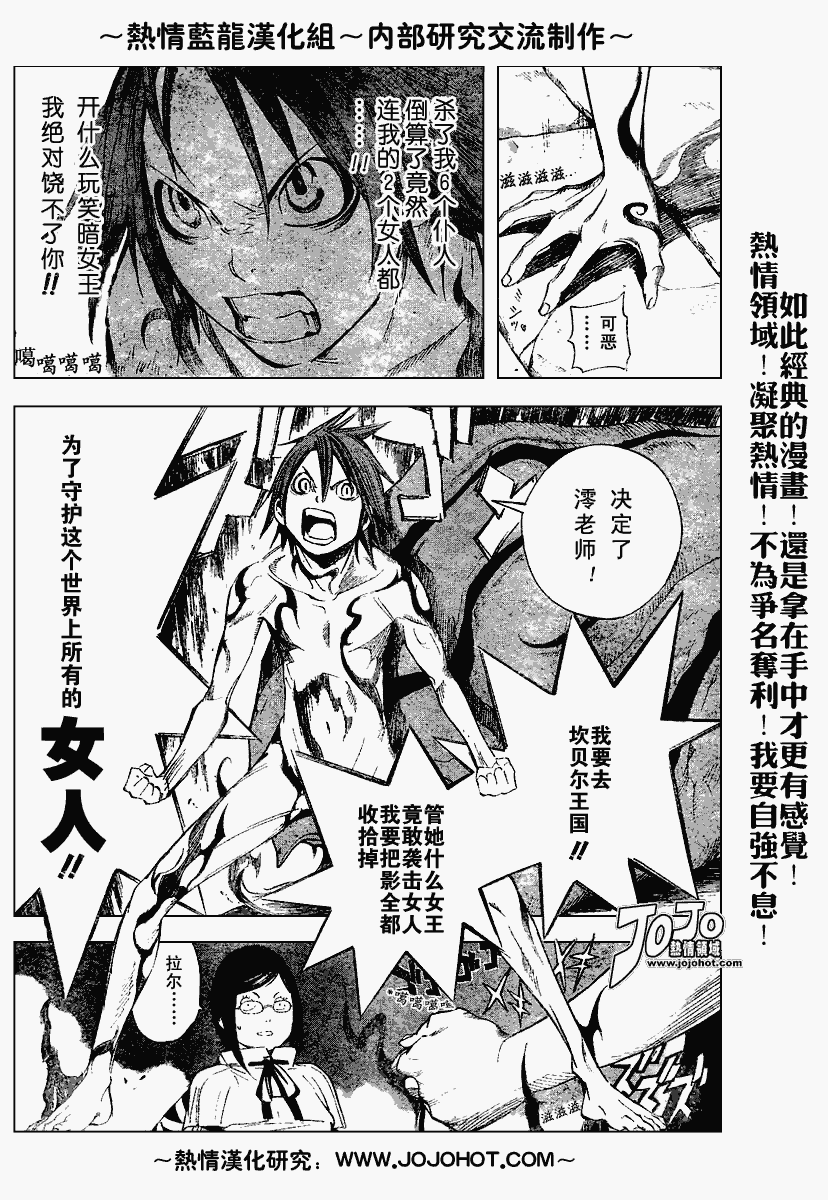 ～熱情藍龍漢化組～内部研究交流制作～
滋滋滋…
可恶
……
杀了我6个仆人
倒算了竟然
连我的2个女人都
……!!
开什么玩笑暗女王
我绝对饶不了你!!
噶噶噶噶
决定了
澪老师!
我要去
坎贝尔王国!!
管她什么女王
竟敢袭击女人
我要把影全都
收拾掉
为了守护这个世界上所有的
女人!!
噶噶噶噶
滋滋滋
拉尔……
如此經典的漫畫！還是拿在手中才更有感覺！
熱情領域！凝聚熱情！不為爭名奪利！我要自強不息！
JOJO
熱情領域
www.jojohot.com
～熱情漢化研究：WWW.JOJOHOT.COM～